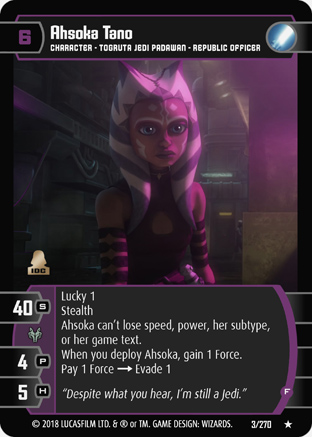 6
Ahsoka Tano
CHARACTER - TOGRUTA JEDI PADAWAN - REPUBLIC OFFICER
IDC
40 S
Lucky 1
Stealth
Ahsoka can't lose speed, power, her subtype,
or her game text.
4 P
When you deploy Ahsoka, gain 1 Force.
Pay 1 Force → Evade 1
5 H
"Despite what you hear, I'm still a Jedi."
F
© 2018 LUCASFILM LTD. & ® or TM. GAME DESIGN: WIZARDS. 3/270 ★